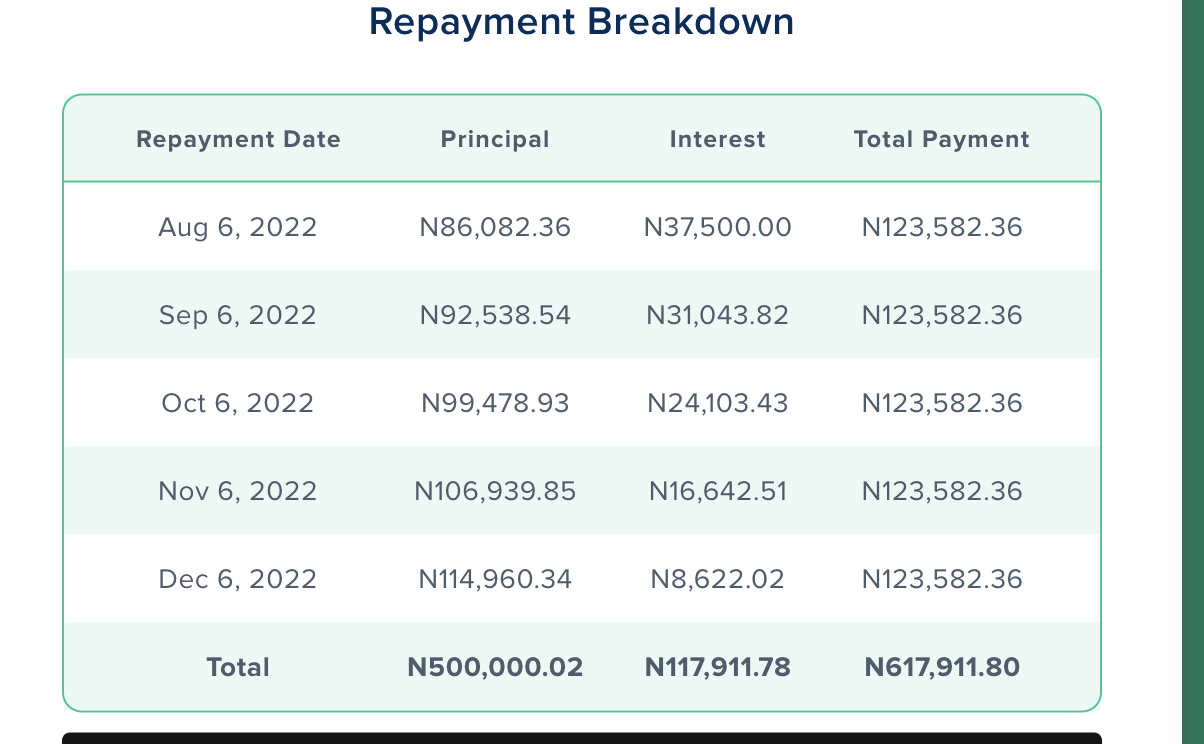 Repayment Breakdown
Repayment Date Principal Interest Total Payment
Aug 6, 2022 N86,082.36 N37,500.00 N123,582.36
Sep 6, 2022 N92,538.54 N31,043.82 N123,582.36
Oct 6, 2022 N99,478.93 N24,103.43 N123,582.36
Nov 6, 2022 N106,939.85 N16,642.51 N123,582.36
Dec 6, 2022 N114,960.34 N8,622.02 N123,582.36
Total N500,000.02 N117,911.78 N617,911.80